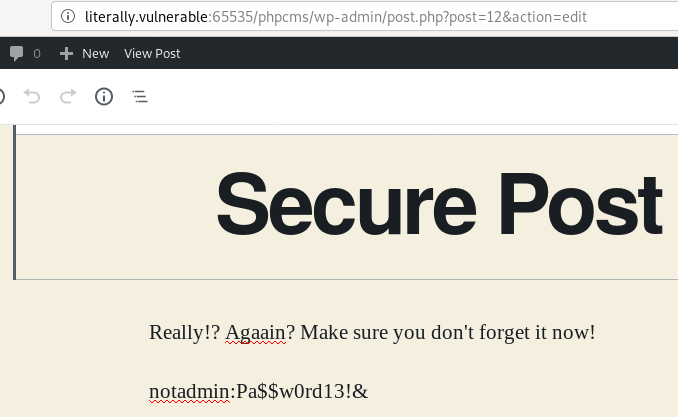 literally.vulnerable:65535/phpcms/wp-admin/post.php?post=12&action=edit
0 New View Post
Secure Post
Really!? Agaain? Make sure you don't forget it now!
notadmin:Pa$$w0rd13!&